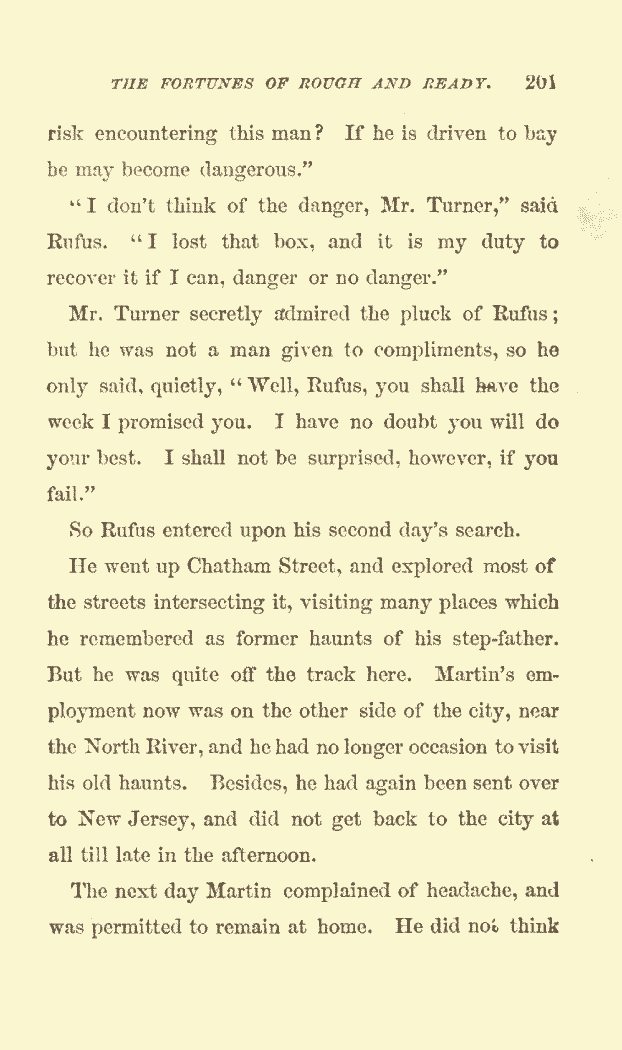 THE FORTUNES OF ROUGH AND READY. 201
risk encountering this man? If he is driven to bay
he may become dangerous."
"I don't think of the danger, Mr. Turner," said
Rufus. "I lost that box, and it is my duty to
recover it if I can, danger or no danger."
Mr. Turner secretly admired the pluck of Rufus;
but he was not a man given to compliments, so he
only said, quietly, "Well, Rufus, you shall have the
week I promised you. I have no doubt you will do
your best. I shall not be surprised, however, if you
fail."
So Rufus entered upon his second day's search.
He went up Chatham Street, and explored most of
the streets intersecting it, visiting many places which
he remembered as former haunts of his step-father.
But he was quite off the track here. Martin's em-
ployment now was on the other side of the city, near
the North River, and he had no longer occasion to visit
his old haunts. Besides, he had again been sent over
to New Jersey, and did not get back to the city at
all till late in the afternoon.
The next day Martin complained of headache, and
was permitted to remain at home. He did not think